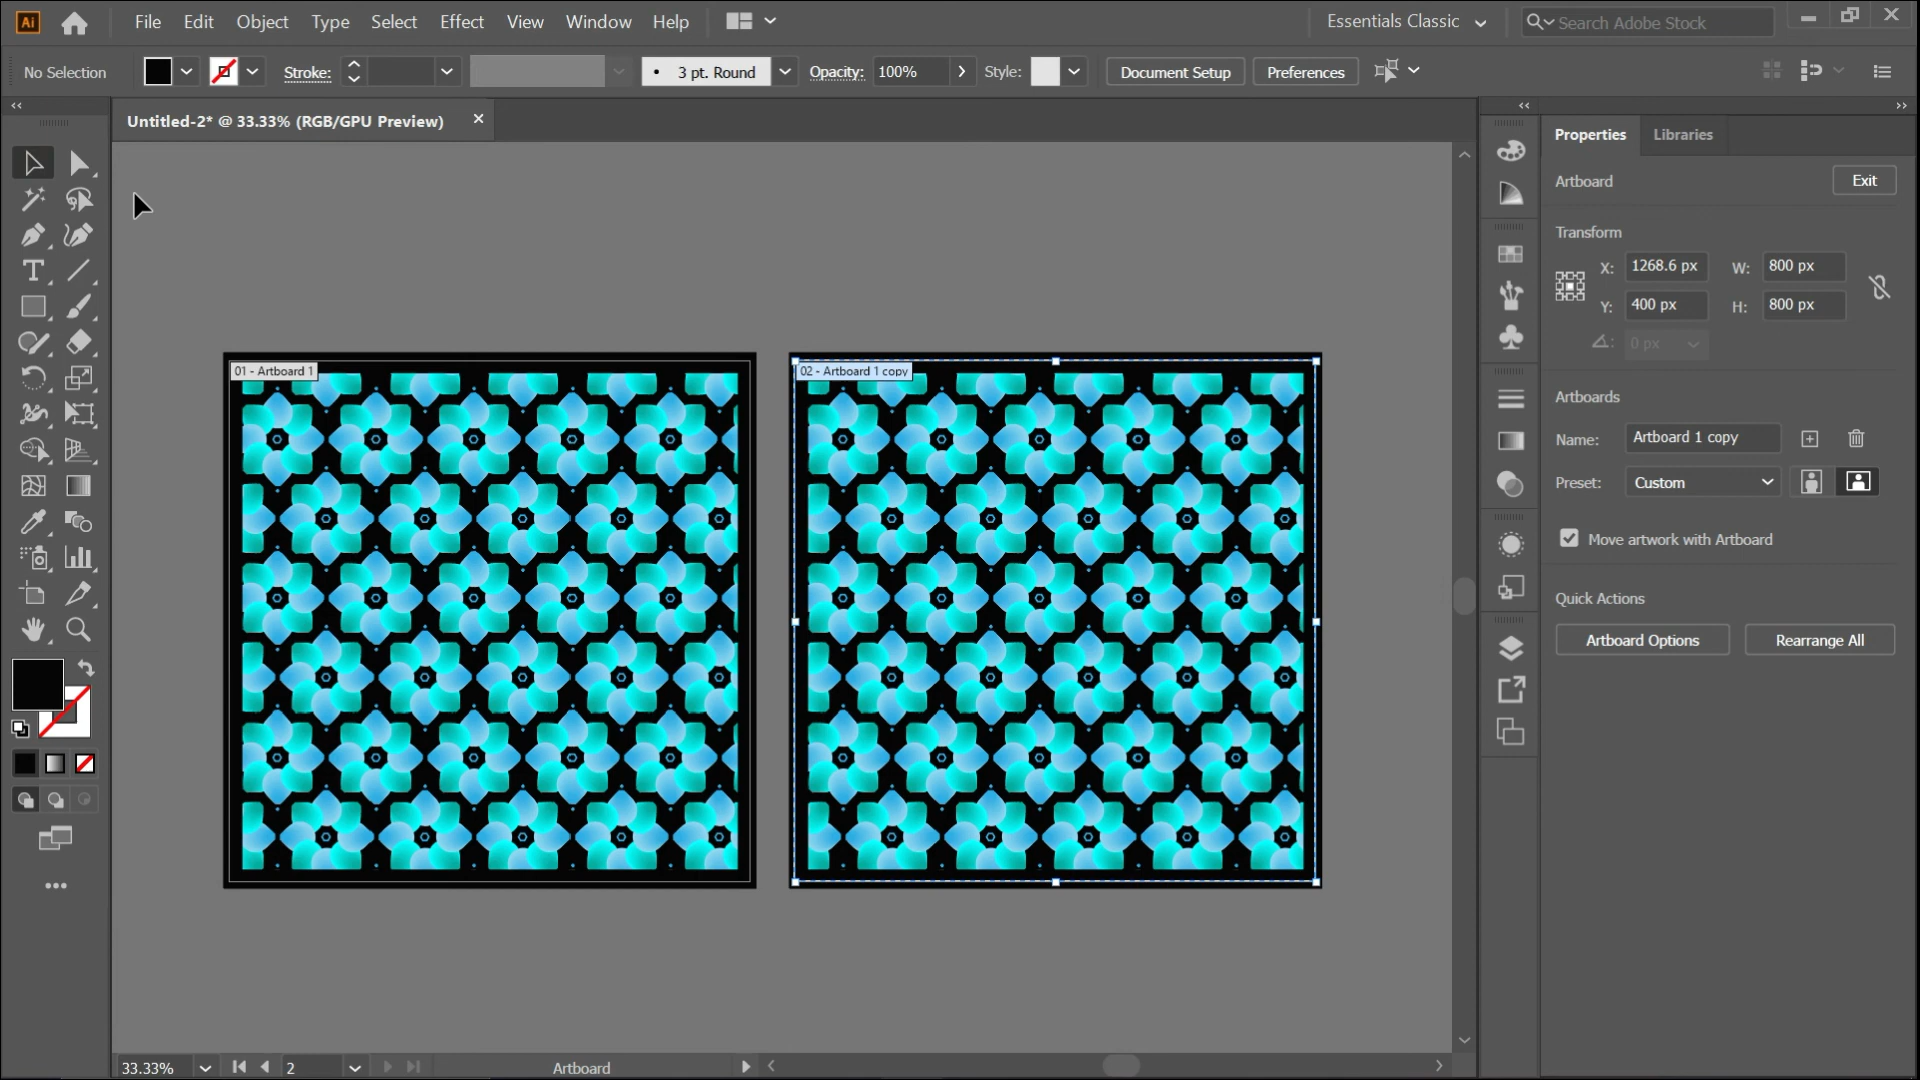 Ai File Edit Object Type Select Effect View Window Help Essentials Classic Search Adobe Stock
No Selection Stroke: 3 pt. Round Opacity: 100% Style: Document Setup Preferences
Untitled-2* @ 33.33% (RGB/GPU Preview)
Properties Libraries
Artboard Exit
Transform
X: 1268.6 px W: 800 px
Y: 400 px H: 800 px
0 px
Artboards
Name: Artboard 1 copy
Preset: Custom
Move artwork with Artboard
Quick Actions
Artboard Options Rearrange All
01 - Artboard 1
02 - Artboard 1 copy
33.33% 2 Artboard